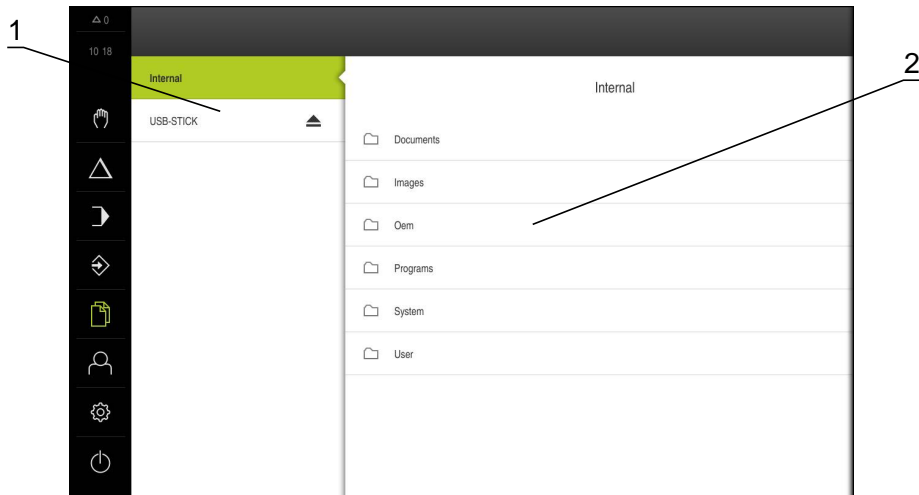 1
2
0
10 18
Internal
USB-STICK
Internal
Documents
Images
Oem
Programs
System
User